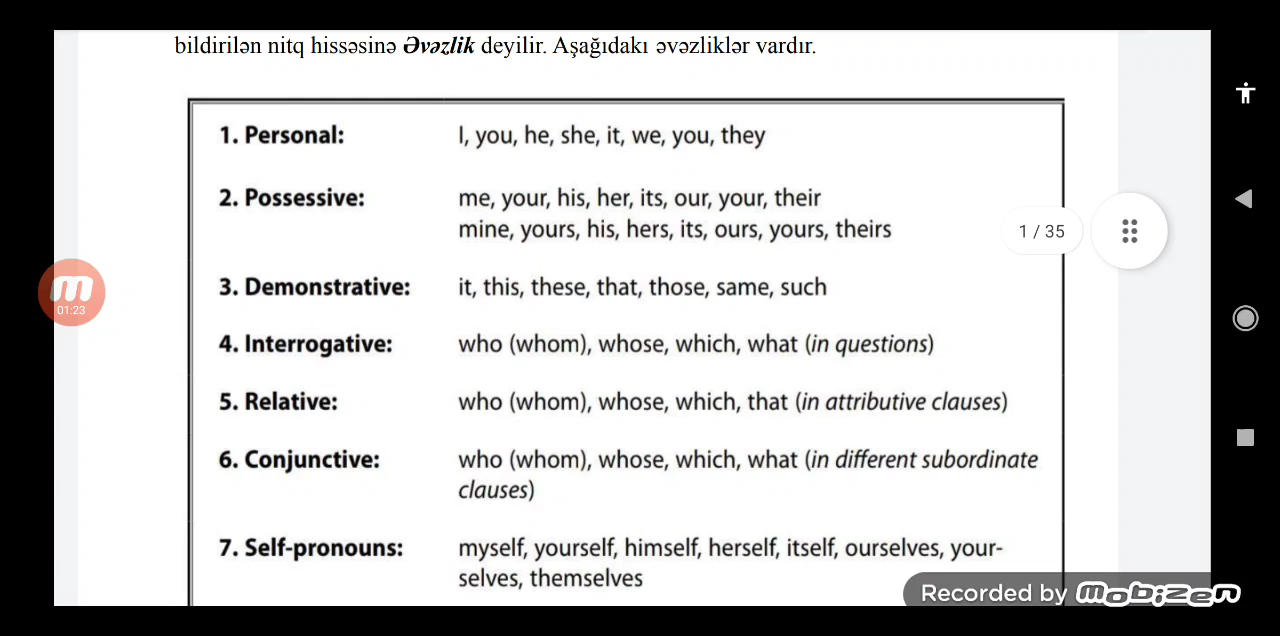 bildirilən nitq hissəsinə Əvəzlik deyilir. Aşağıdakı əvəzliklər vardır.
1. Personal: I, you, he, she, it, we, you, they
2. Possessive: me, your, his, her, its, our, your, their
mine, yours, his, hers, its, ours, yours, theirs
1 / 35
3. Demonstrative: it, this, these, that, those, same, such
m
01:23
4. Interrogative: who (whom), whose, which, what (in questions)
5. Relative: who (whom), whose, which, that (in attributive clauses)
6. Conjunctive: who (whom), whose, which, what (in different subordinate
clauses)
7. Self-pronouns: myself, yourself, himself, herself, itself, ourselves, your-
selves, themselves
Recorded by mobizen